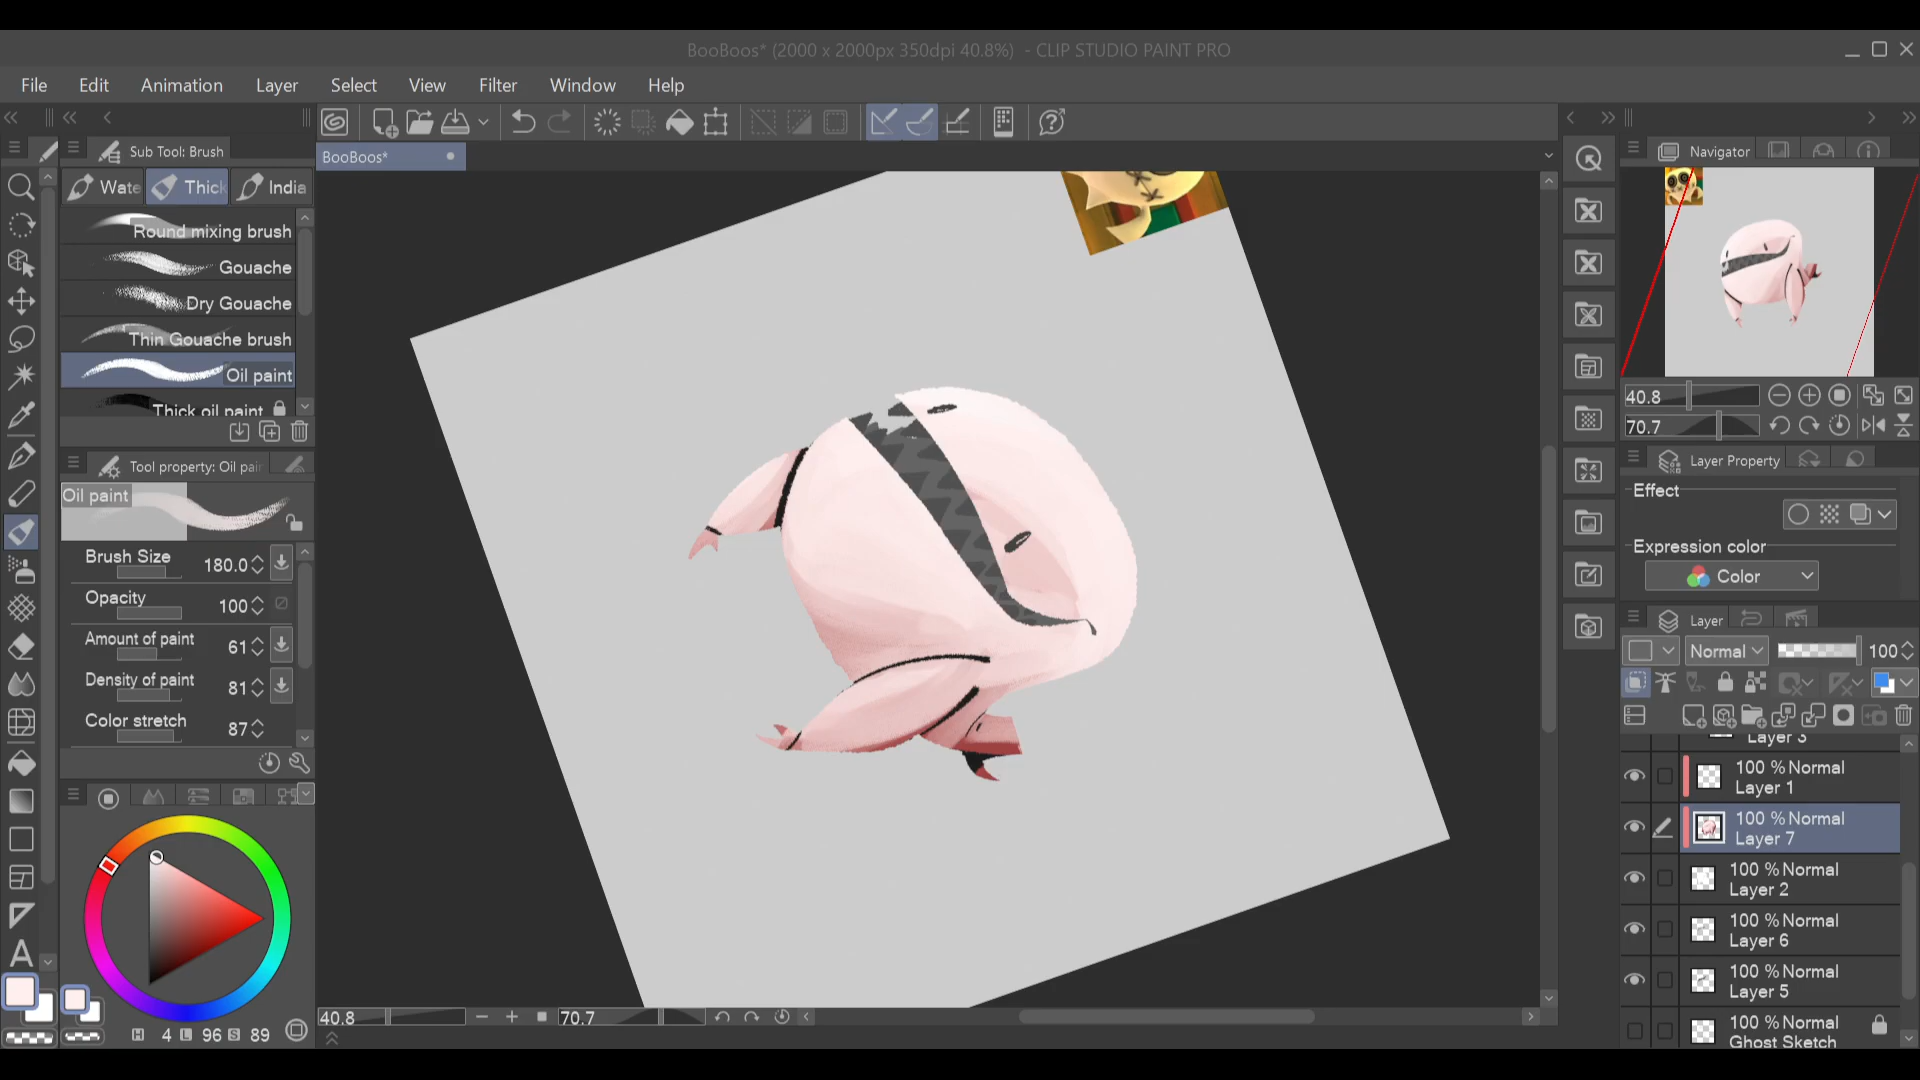 BooBoos* (2000 x 2000px 350dpi 40.8%) - CLIP STUDIO PAINT PRO
File Edit Animation Layer Select View Filter Window Help
Sub Tool: Brush
BooBoos*
Wate Thick India
Round mixing brush
Gouache
Dry Gouache
Thin Gouache brush
Oil paint
Thick oil paint
Tool property: Oil pai
Oil paint
Brush Size 180.0
Opacity 100
Amount of paint 61
Density of paint 81
Color stretch 87
H 4 L 96 S 89
40.8 70.7
Navigator
40.8
70.7
Layer Property
Effect
Expression color
Color
Layer
Normal 100
Layer 3
100 % Normal
Layer 1
100 % Normal
Layer 7
100 % Normal
Layer 2
100 % Normal
Layer 6
100 % Normal
Layer 5
100 % Normal
Ghost Sketch